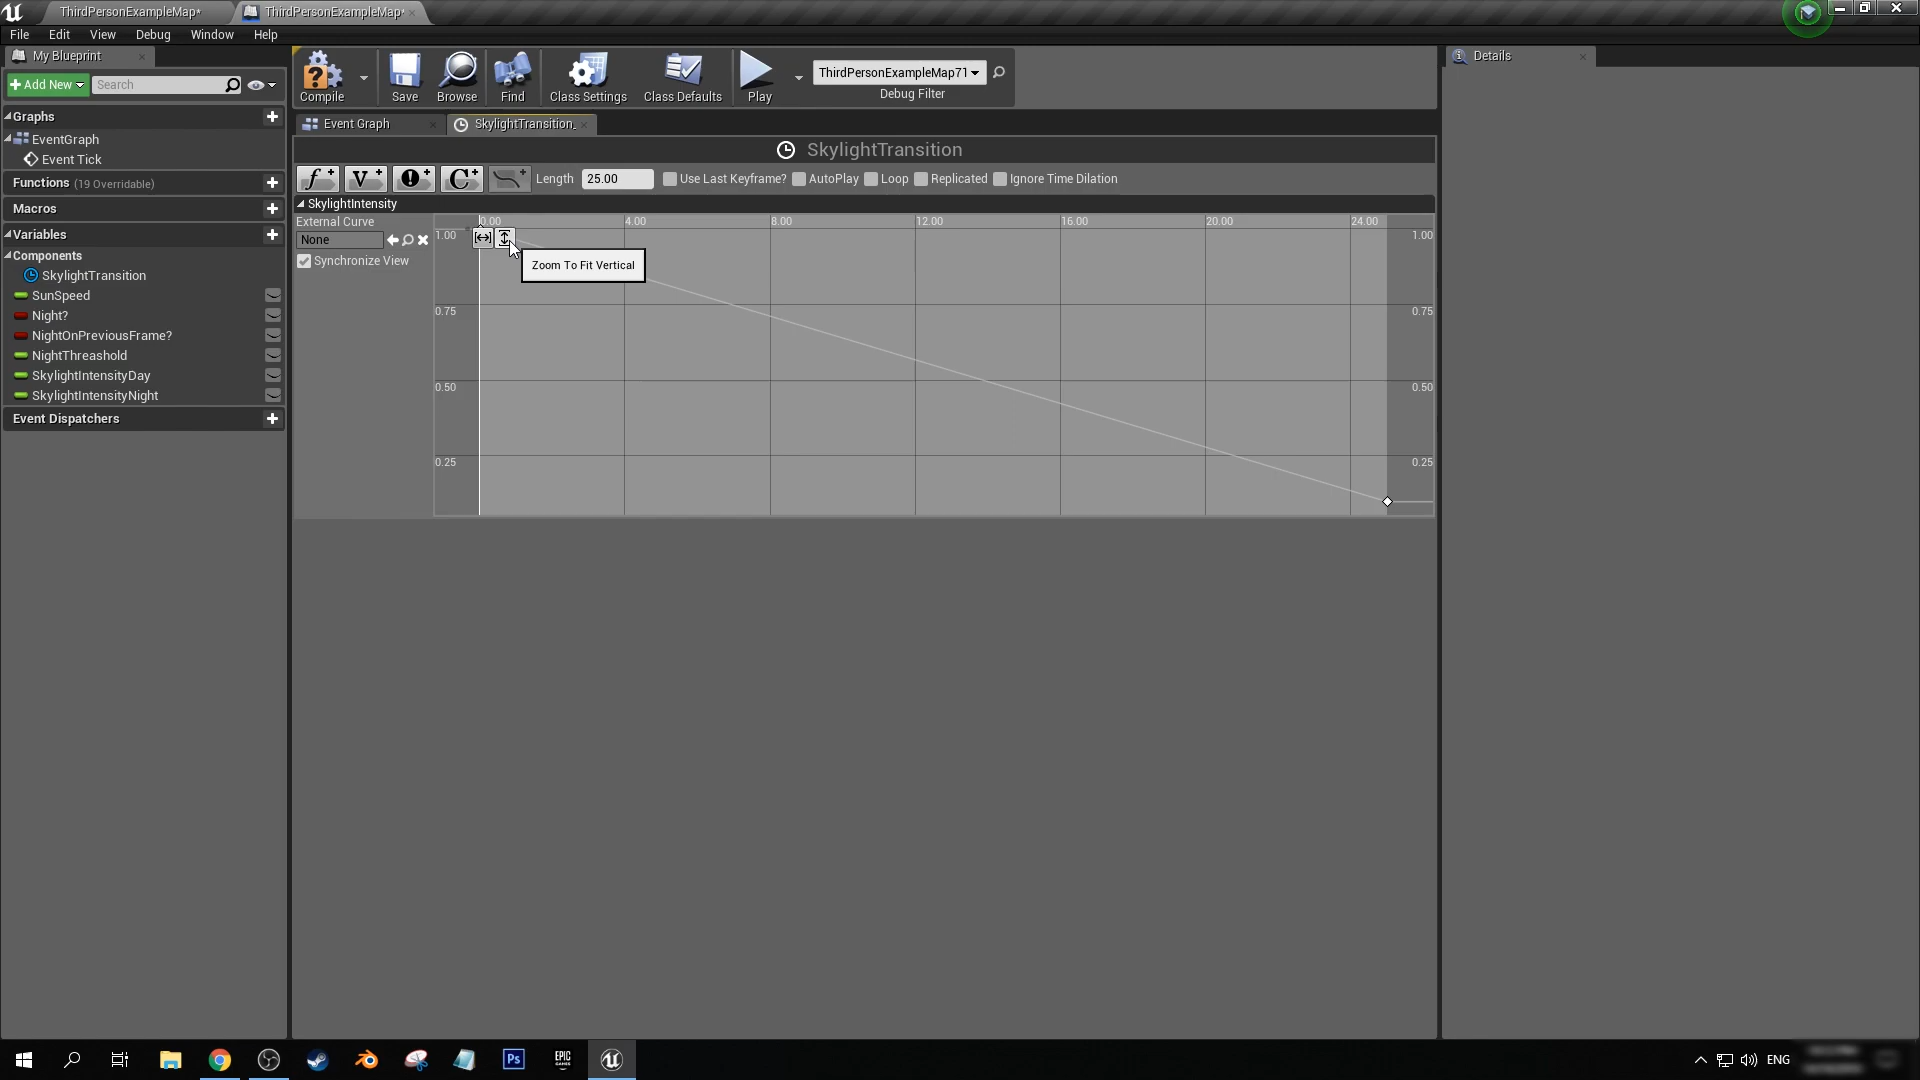 ThirdPersonExampleMap*
ThirdPersonExampleMap*
File Edit View Debug Window Help
My Blueprint
Details
Add New
Search
Compile
Save
Browse
Find
Class Settings
Class Defaults
Play
ThirdPersonExampleMap71
Debug Filter
Graphs
EventGraph
Event Tick
Functions (19 Overridable)
Macros
Variables
Components
SkylightTransition
SunSpeed
Night?
NightOnPreviousFrame?
NightThreashold
SkylightIntensityDay
SkylightIntensityNight
Event Dispatchers
Event Graph
SkylightTransition_
SkylightTransition
Length 25.00 Use Last Keyframe? AutoPlay Loop Replicated Ignore Time Dilation
SkylightIntensity
External Curve
None
Synchronize View
0.00 4.00 8.00 12.00 16.00 20.00 24.00
1.00 1.00
Zoom To Fit Vertical
0.75 0.75
0.50 0.50
0.25 0.25
Ps
EPIC
GAMES
ENG